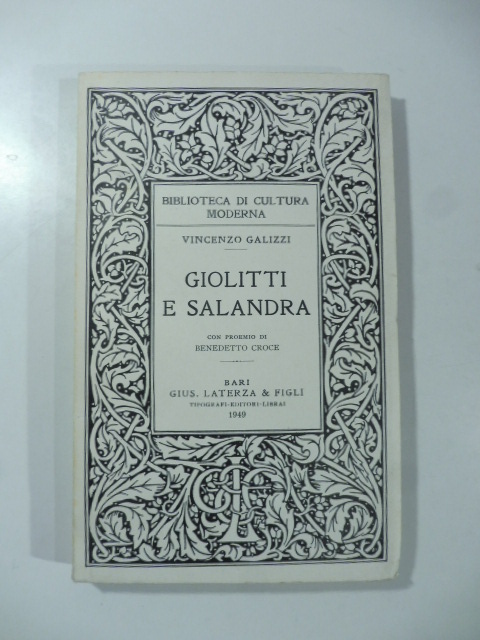 BIBLIOTECA DI CULTURA
MODERNA
VINCENZO GALIZZI
GIOLITTI
E SALANDRA
CON PROEMIO DI
BENEDETTO CROCE
BARI
GIUS. LATERZA & FIGLI
TIPOGRAFI-EDITORI-LIBRAI
1949